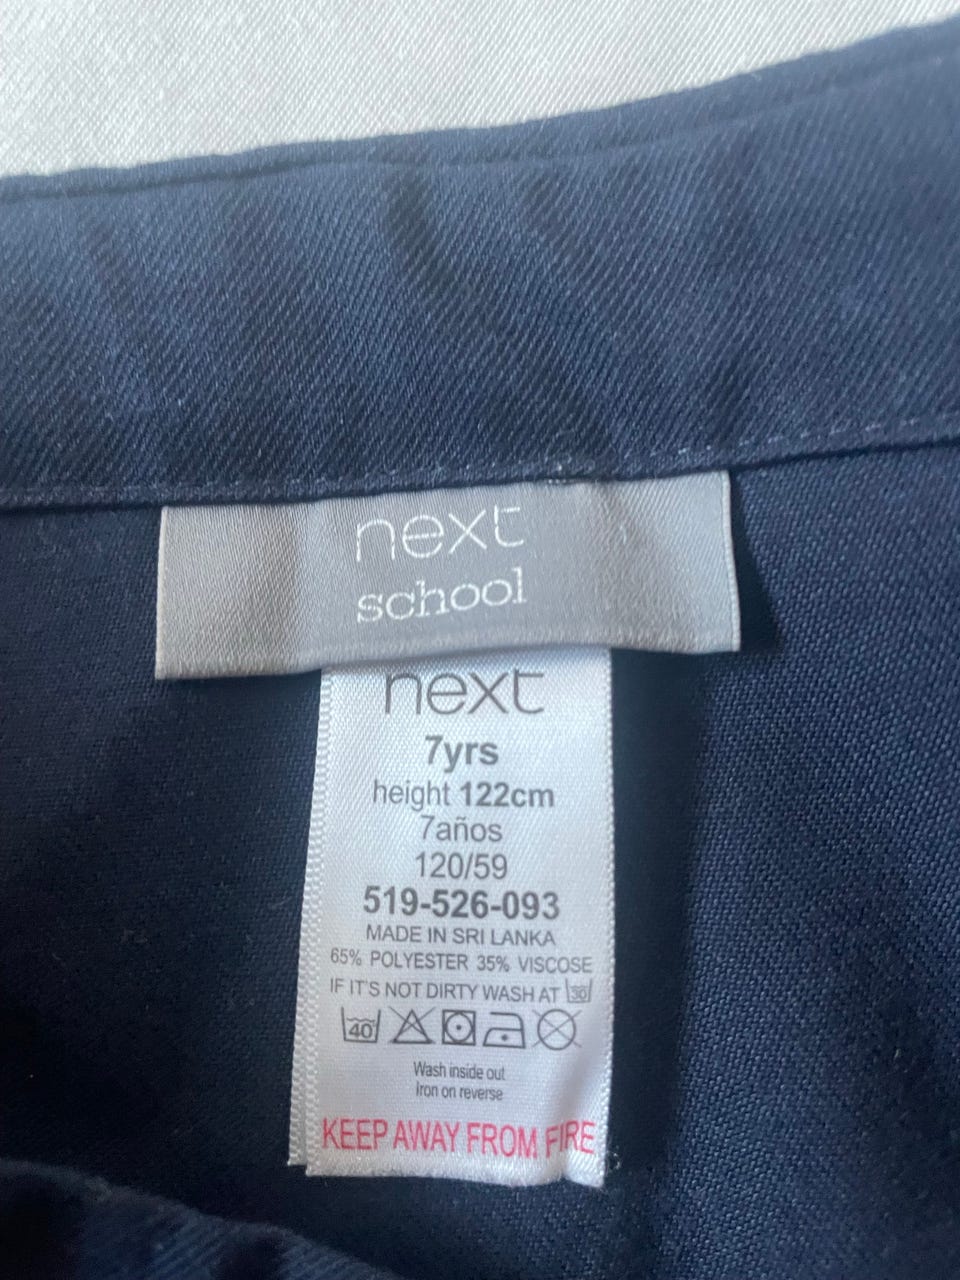 next
school
next
7yrs
height 122cm
7años
120/59
519-526-093
MADE IN SRI LANKA
65% POLYESTER 35% VISCOSE
IF IT'S NOT DIRTY WASH AT 30
40
Wash inside out
Iron on reverse
KEEP AWAY FROM FIRE